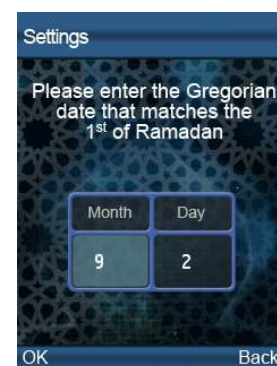 Settings
Please enter the Gregorian
date that matches the
1st of Ramadan
Month Day
9 2
OK Back